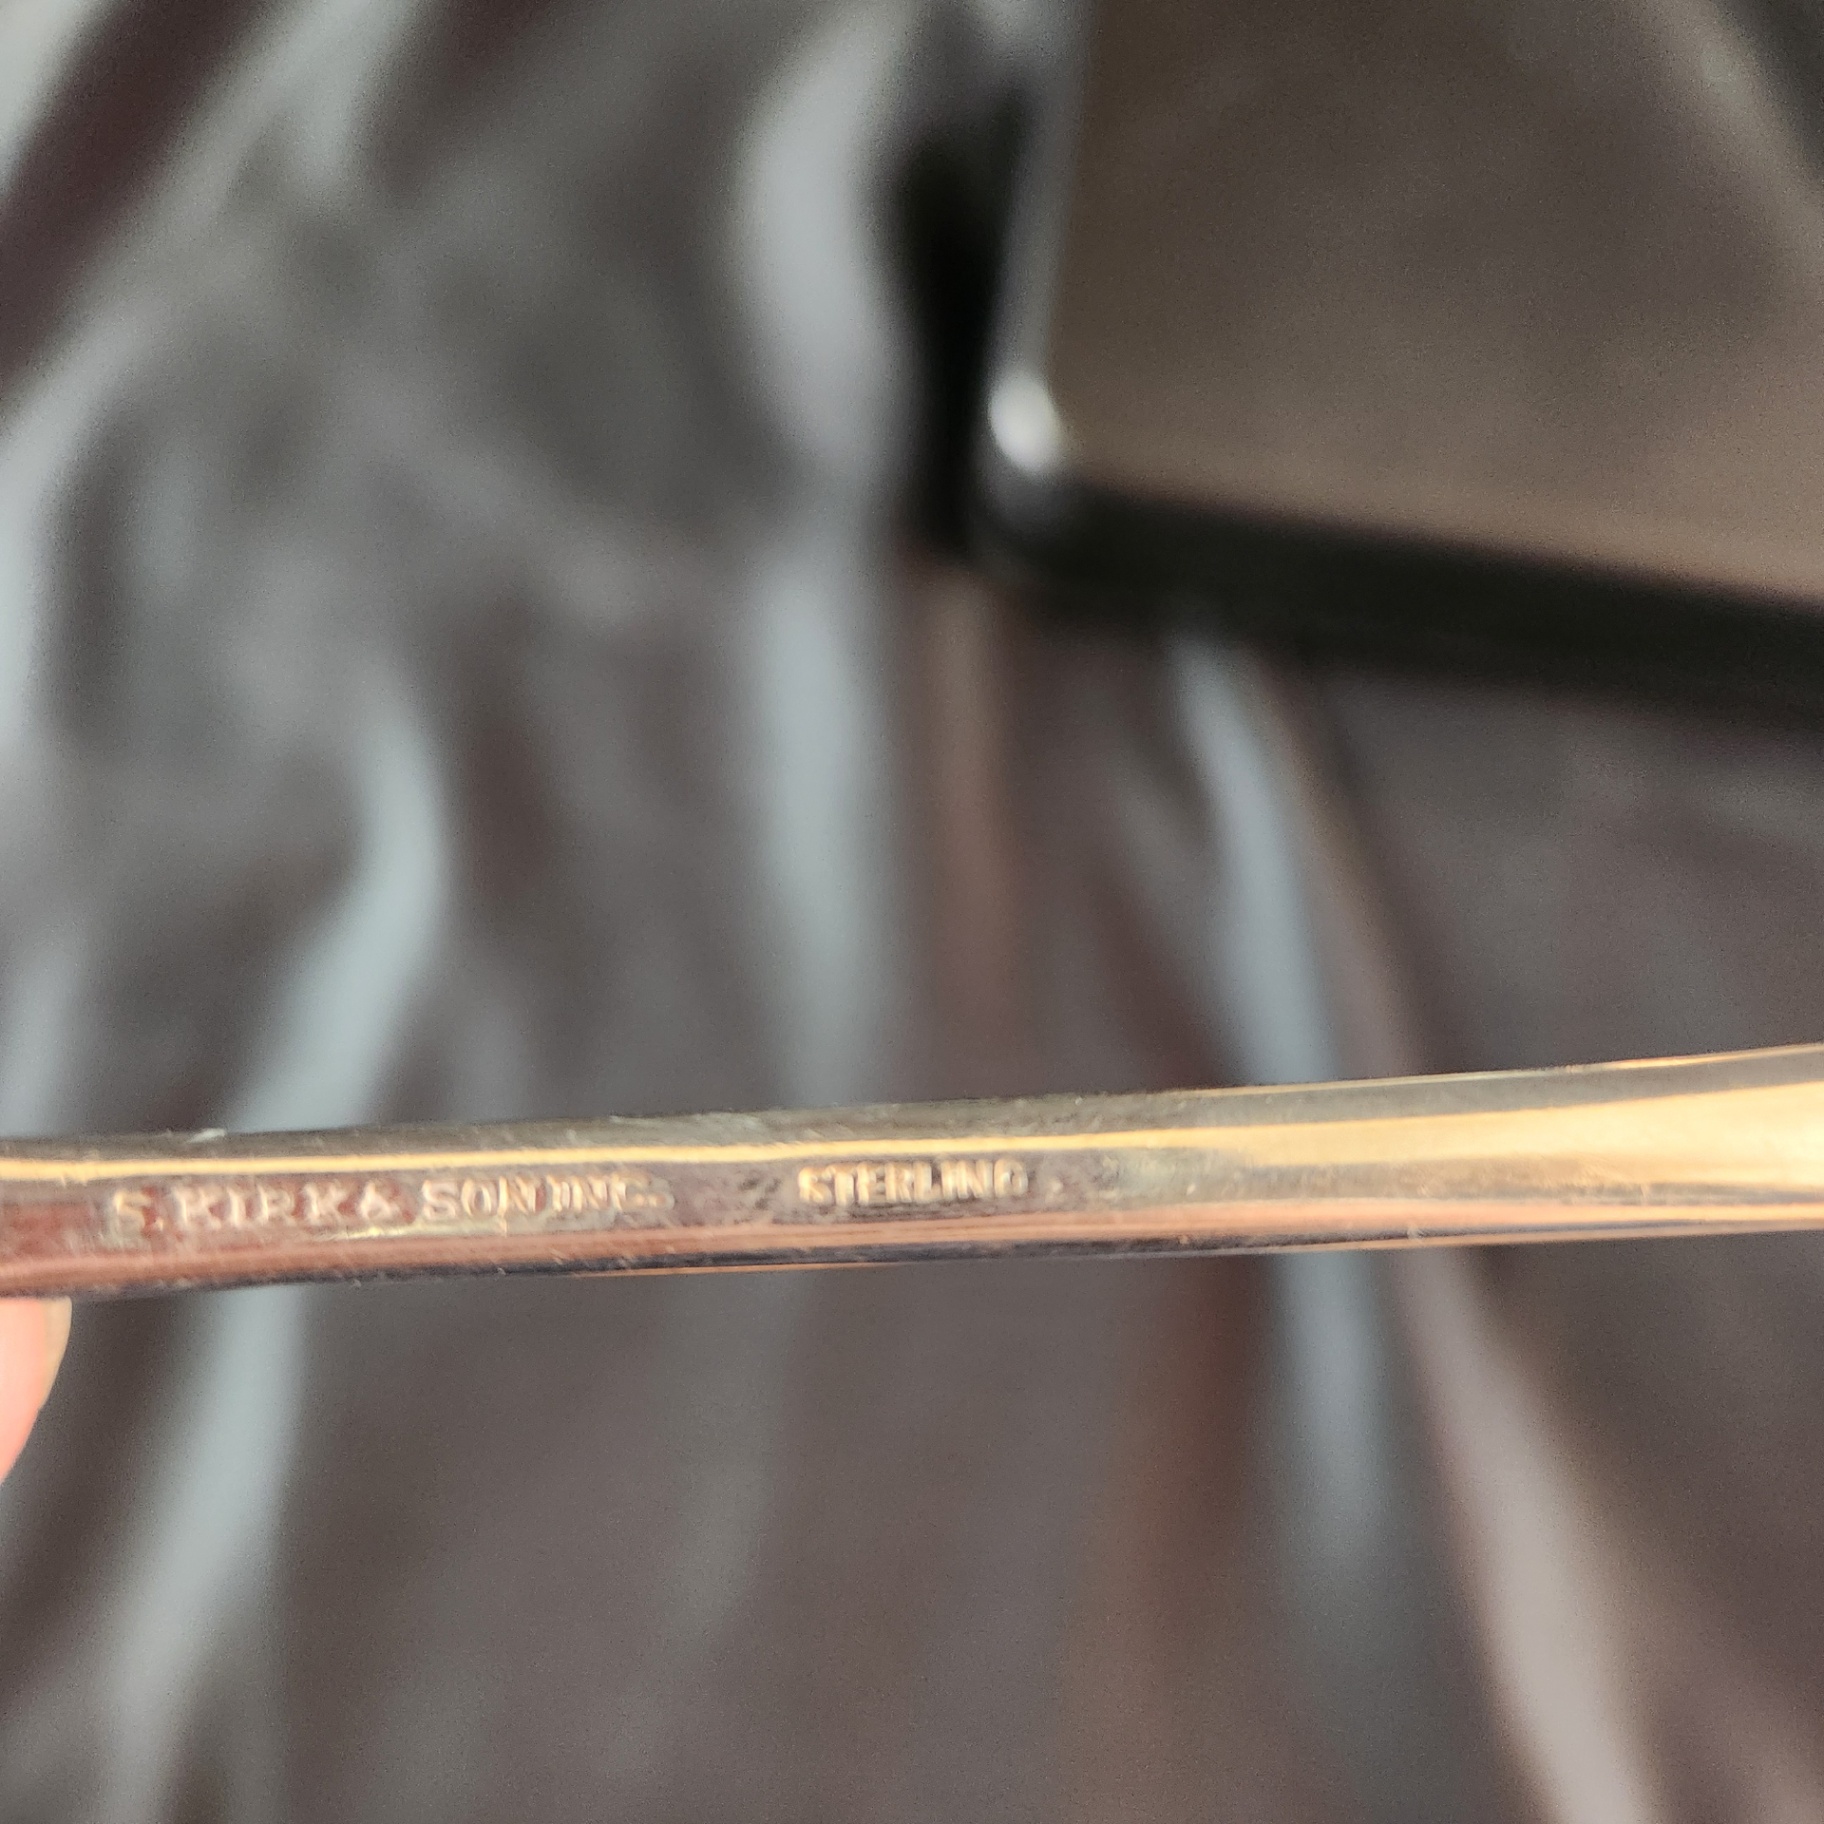 S. KIRK & SON INC. STERLING